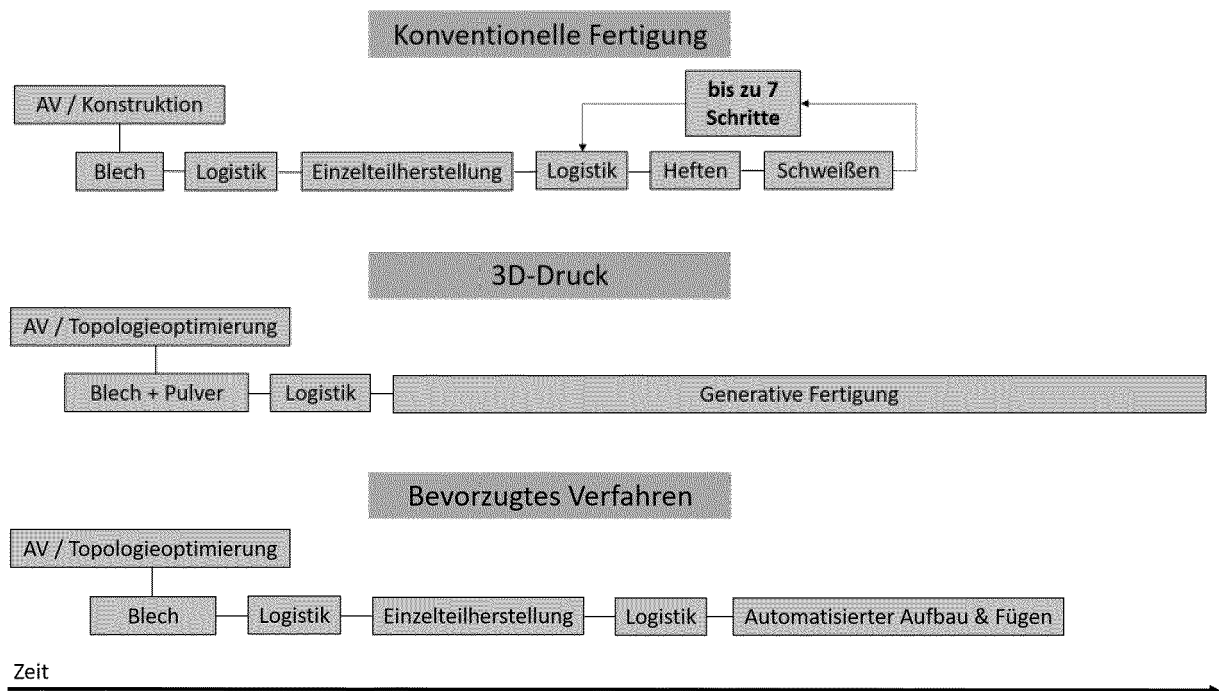 Konventionelle Fertigung
AV / Konstruktion
bis zu 7
Schritte
Blech
Logistik
Einzelteilherstellung
Logistik
Heften
Schweißen
3D-Druck
AV / Topologieoptimierung
Blech + Pulver
Logistik
Generative Fertigung
Bevorzugtes Verfahren
AV / Topologieoptimierung
Blech
Logistik
Einzelteilherstellung
Logistik
Automatisierter Aufbau & Fügen
Zeit